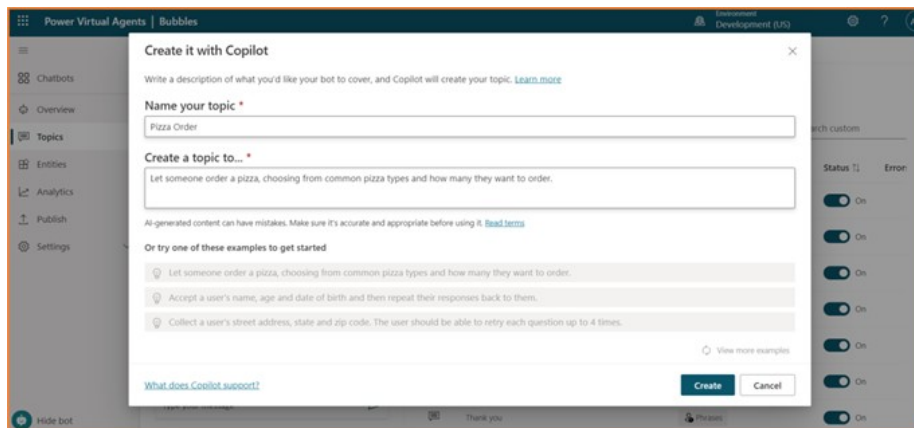 Power Virtual Agents | Bubbles
Environment
Development (US)
?
Create it with Copilot
Write a description of what you'd like your bot to cover, and Copilot will create your topic. Learn more
Name your topic *
Pizza Order
Create a topic to... *
Let someone order a pizza, choosing from common pizza types and how many they want to order.
AI-generated content can have mistakes. Make sure it's accurate and appropriate before using it. Read terms
Or try one of these examples to get started
Let someone order a pizza, choosing from common pizza types and how many they want to order.
Accept a user's name, age and date of birth and then repeat their responses back to them.
Collect a user's street address, state and zip code. The user should be able to retry each question up to 4 times.
View more examples
What does Copilot support?
Create
Cancel
Chatbots
Overview
Topics
Entities
Analytics
Publish
Settings
Hide bot
Type your message
Thank you
Phrases
custom
Status
On
On
On
On
On
On
On